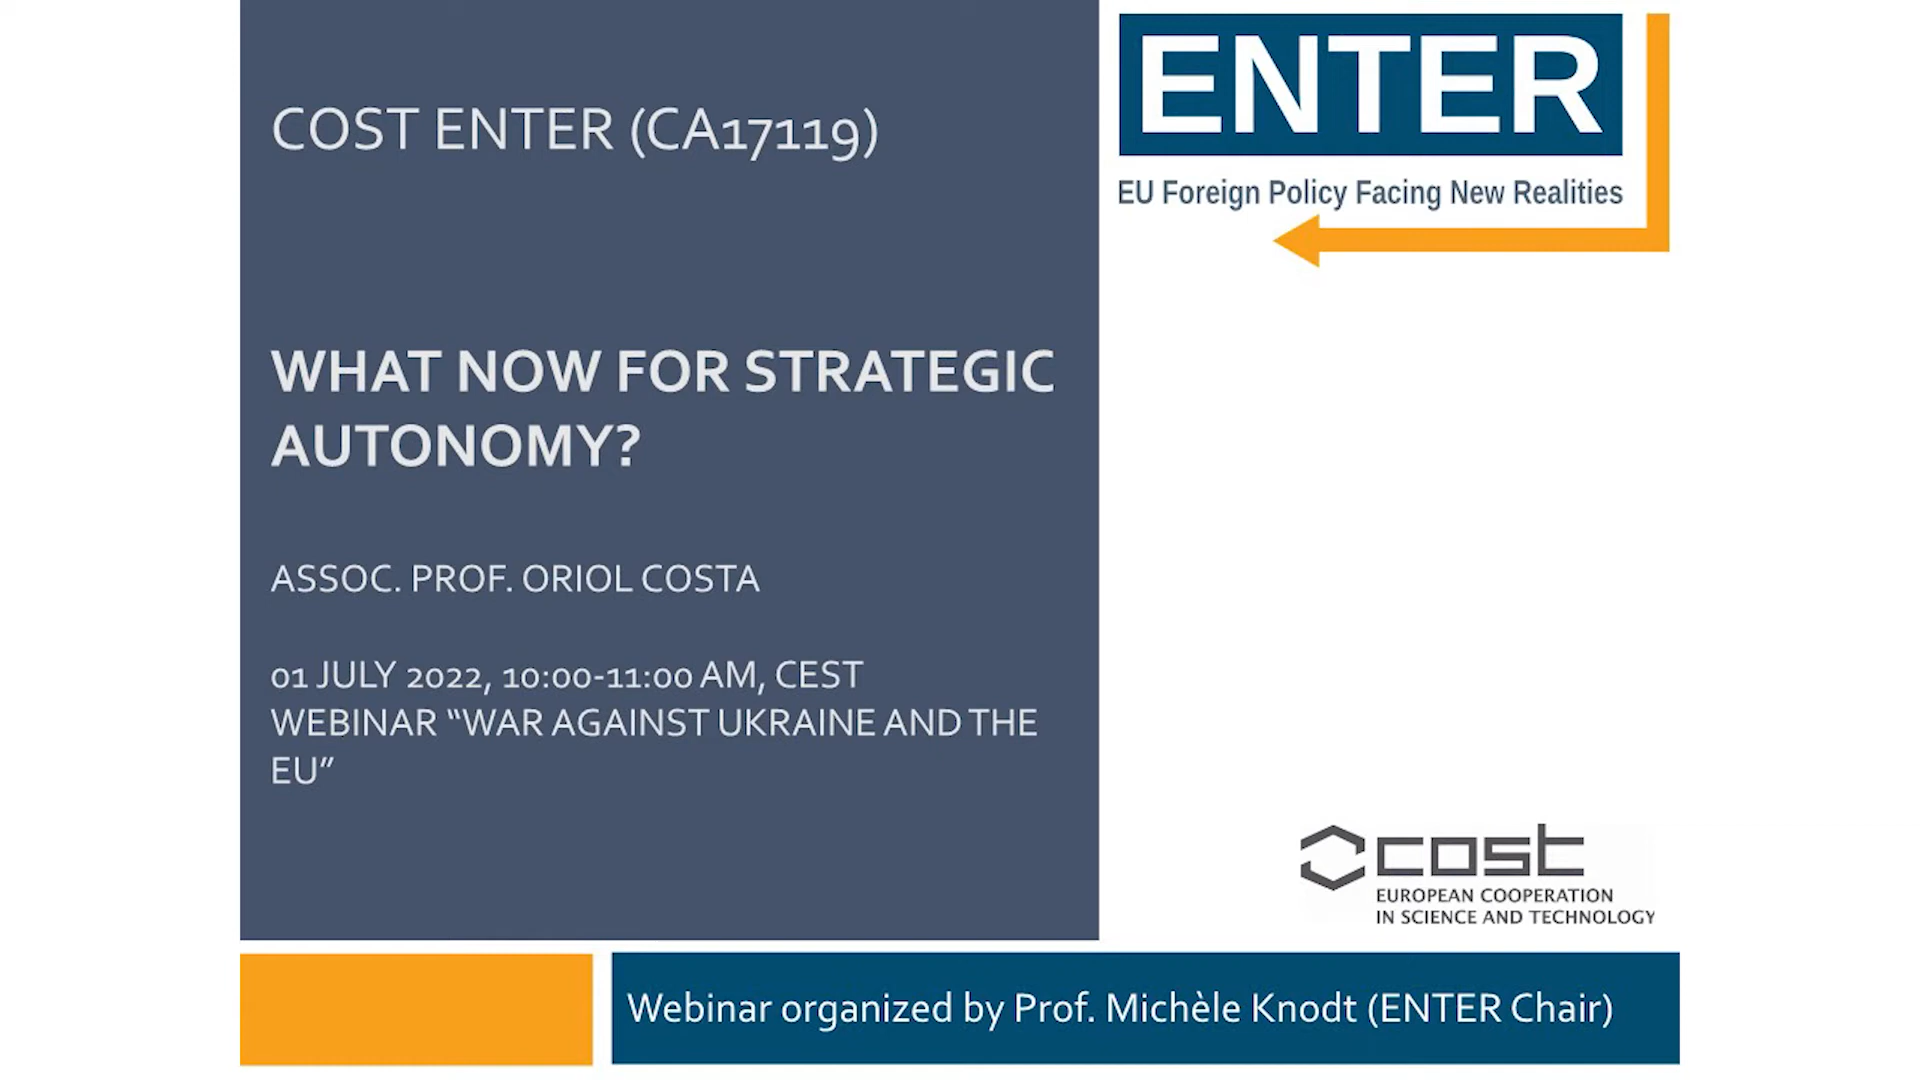 COST ENTER (CA17119)
WHAT NOW FOR STRATEGIC
AUTONOMY?
ASSOC. PROF. ORIOL COSTA
01 JULY 2022, 10:00-11:00 AM, CEST
WEBINAR “WAR AGAINST UKRAINE AND THE
EU”
ENTER
EU Foreign Policy Facing New Realities
cost
EUROPEAN COOPERATION
IN SCIENCE AND TECHNOLOGY
Webinar organized by Prof. Michèle Knodt (ENTER Chair)